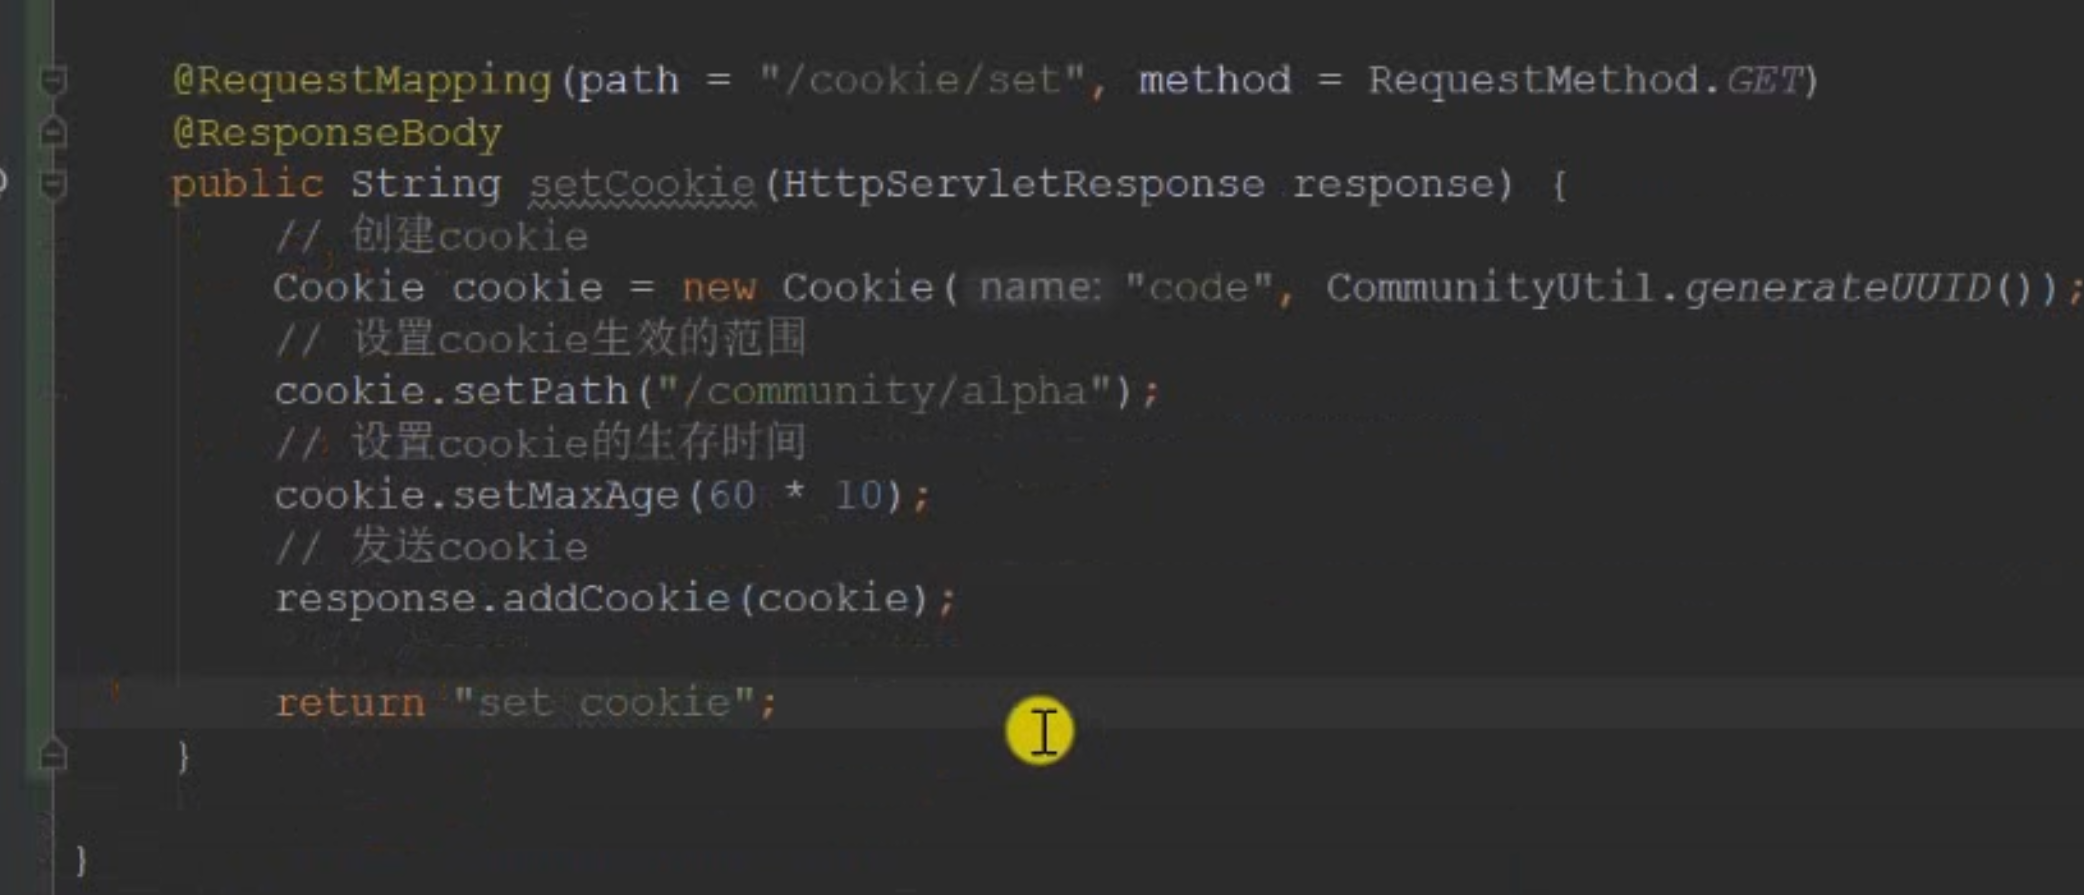 @RequestMapping(path = "/cookie/set", method = RequestMethod.GET)
@ResponseBody
public String setCookie(HttpServletResponse response) {
// 创建cookie
Cookie cookie = new Cookie( name: "code", CommunityUtil.generateUUID());
// 设置cookie生效的范围
cookie.setPath("/community/alpha");
// 设置cookie的生存时间
cookie.setMaxAge(60 * 10);
// 发送cookie
response.addCookie(cookie);
return "set cookie";
}
}